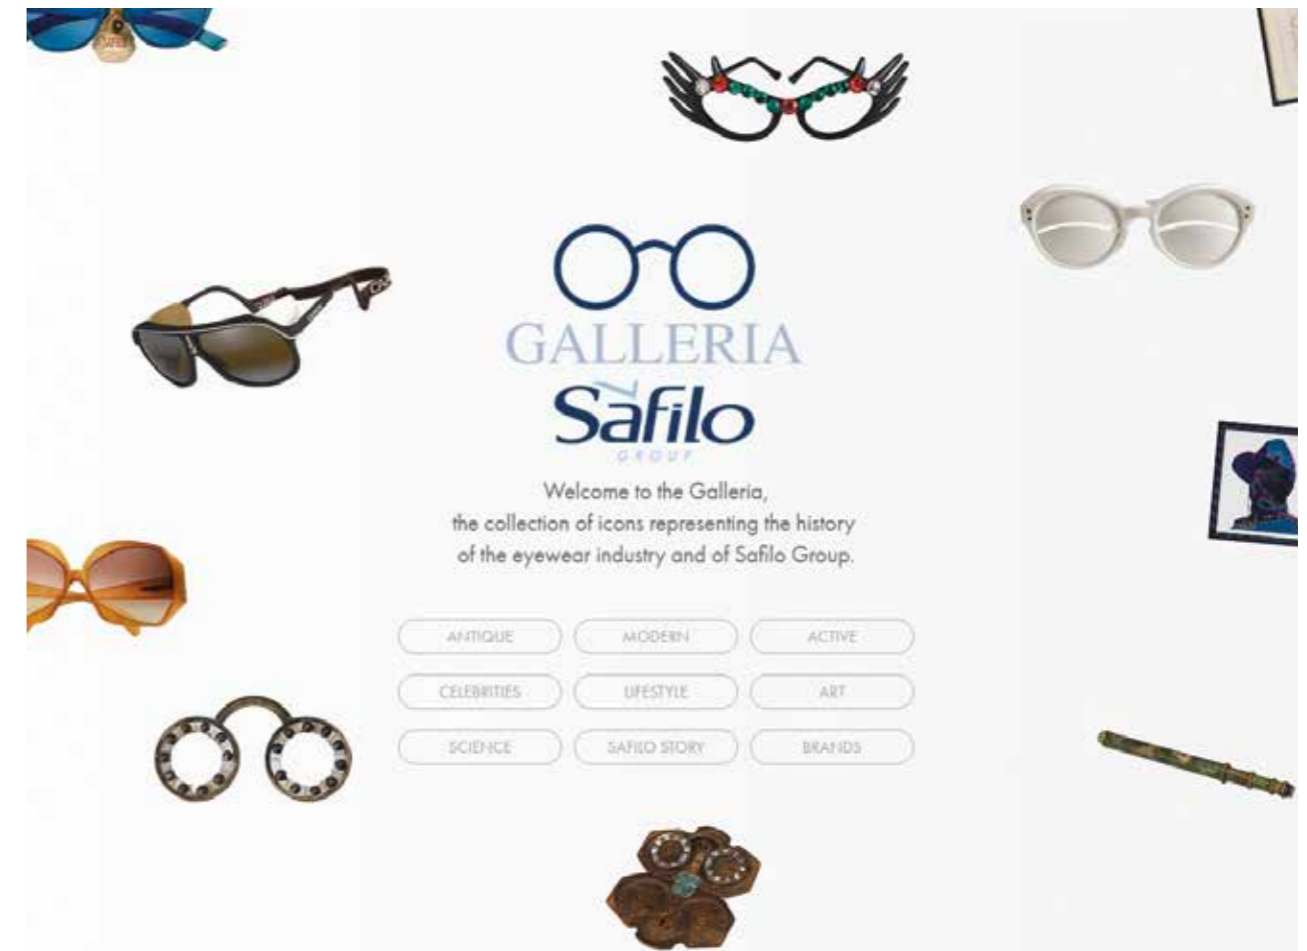 GALLERIA
Safilo
GROUP
Welcome to the Galleria,
the collection of icons representing the history
of the eyewear industry and of Safilo Group.
ANTIQUE
MODERN
ACTIVE
CELEBRITIES
LIFESTYLE
ART
SCIENCE
SAFILO STORY
BRANDS